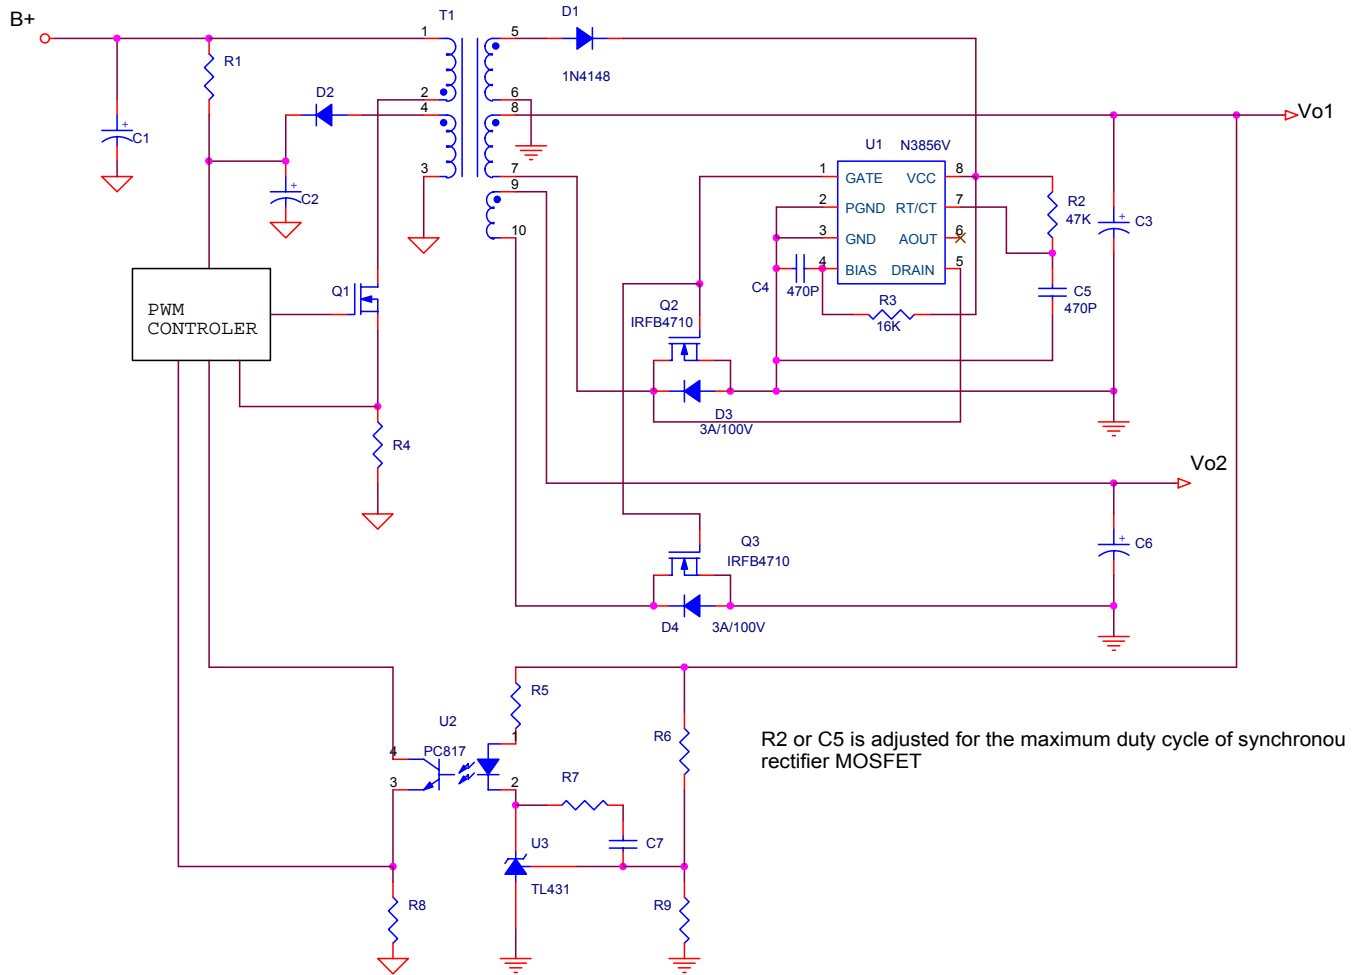 B+
T1
D1
1
5
R1
1N4148
D2
2
6
4
8
Vo1
C1
U1
N3856V
3
7
1
GATE
VCC
8
C2
9
2
PGND
RT/CT
7
R2
47K
C3
10
3
GND
AOUT
6
4
BIAS
DRAIN
5
C4
470P
C5
470P
Q1
Q2
IRFB4710
R3
16K
PWM
CONTROLER
D3
3A/100V
R4
Vo2
Q3
IRFB4710
C6
D4
3A/100V
R5
U2
1
R6
R2 or C5 is adjusted for the maximum duty cycle of synchronou
rectifier MOSFET
4
PC817
3
2
R7
U3
C7
TL431
R8
R9